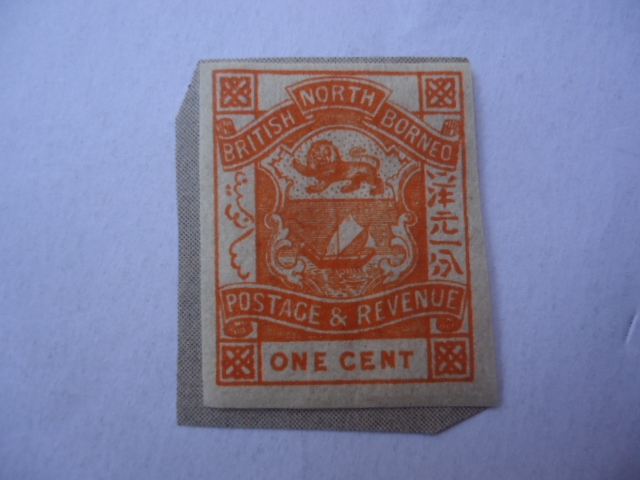 BRITISH NORTH BORNEO
洋元一分
POSTAGE & REVENUE
ONE CENT